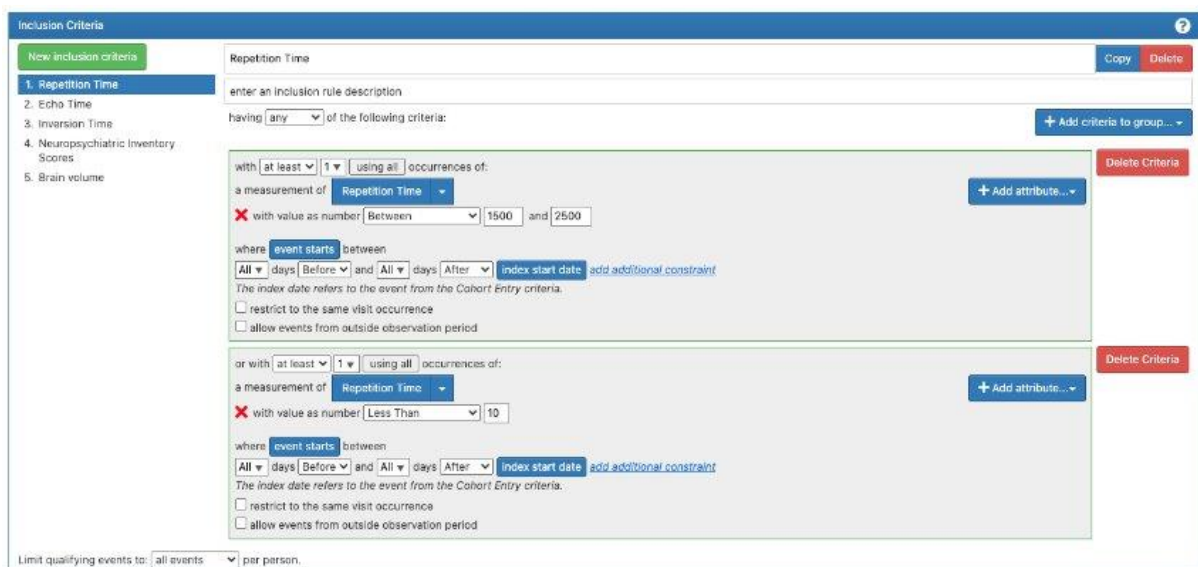 Inclusion Criteria
?
New inclusion criteria
Repetition Time
Copy
Delete
1. Repetition Time
2. Echo Time
3. Inversion Time
4. Neuropsychiatric Inventory
Scores
5. Brain volume
enter an inclusion rule description
having any of the following criteria:
+ Add criteria to group...
with at least 1 using all occurrences of:
Delete Criteria
a measurement of Repetition Time
+ Add attribute...
with value as number Between 1500 and 2500
where event starts between
All days Before and All days After index start date add additional constraint
The index date refers to the event from the Cohort Entry criteria.
restrict to the same visit occurrence
allow events from outside observation period
or with at least 1 using all occurrences of:
Delete Criteria
a measurement of Repetition Time
+ Add attribute...
with value as number Less Than 10
where event starts between
All days Before and All days After index start date add additional constraint
The index date refers to the event from the Cohort Entry criteria.
restrict to the same visit occurrence
allow events from outside observation period
Limit qualifying events to: all events per person.